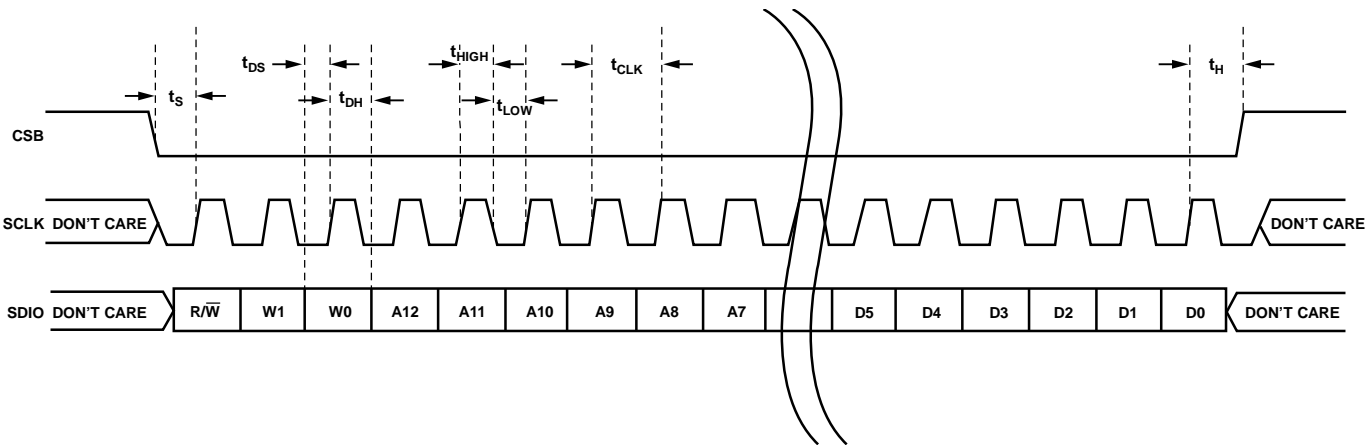 tDS
tHIGH
tCLK
tH
tS
tDH
tLOW
CSB
SCLK DON'T CARE
DON'T CARE
SDIO DON'T CARE R/W̅ W1 W0 A12 A11 A10 A9 A8 A7 D5 D4 D3 D2 D1 D0 DON'T CARE